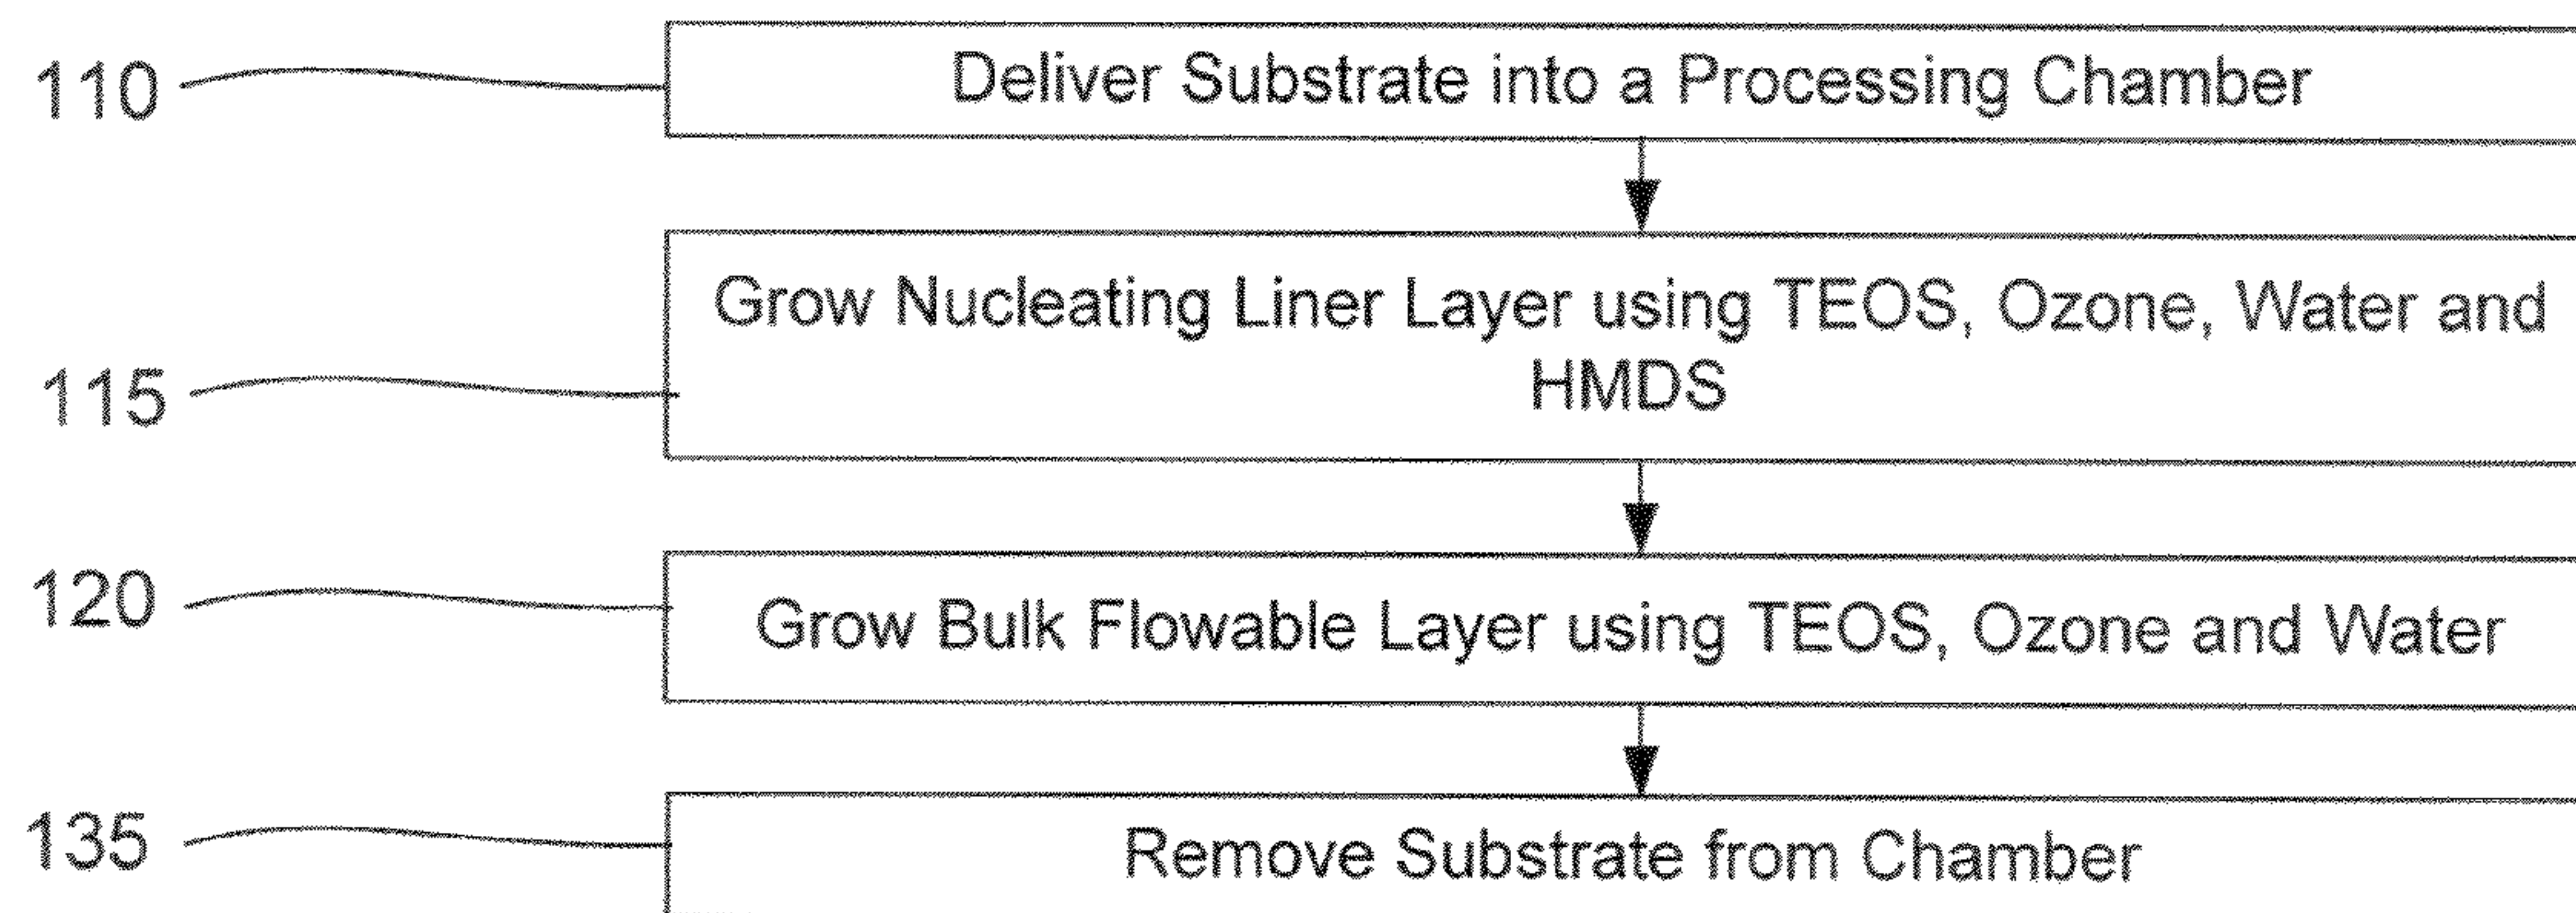 110
Deliver Substrate into a Processing Chamber
Grow Nucleating Liner Layer using TEOS, Ozone, Water and
HMDS
115
120
Grow Bulk Flowable Layer using TEOS, Ozone and Water
135
Remove Substrate from Chamber